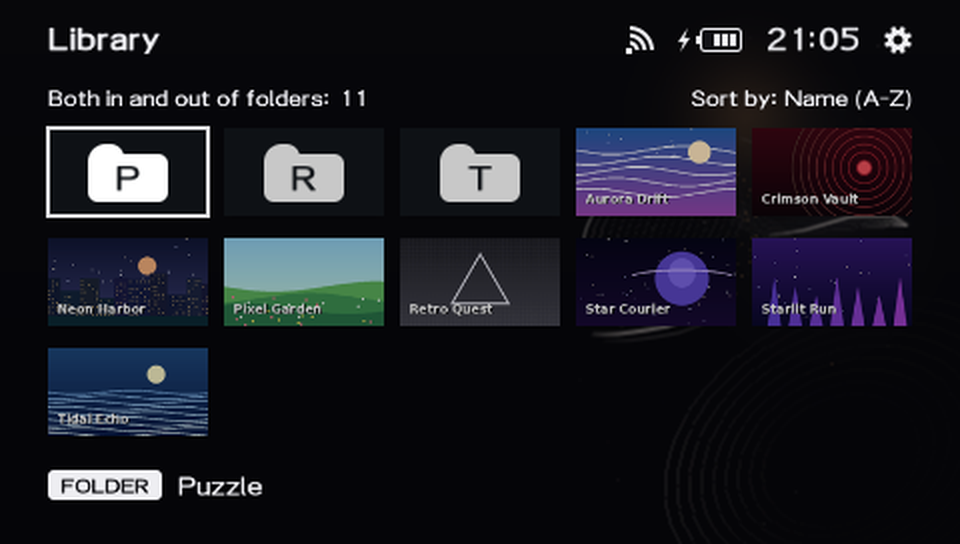 Library
21:05
Both in and out of folders: 11
Sort by: Name (A-Z)
P
R
T
Aurora Drift
Crimson Vault
Neon Harbor
Pixel Garden
Retro Quest
Star Courier
Starlit Run
Tidal Echo
FOLDER Puzzle